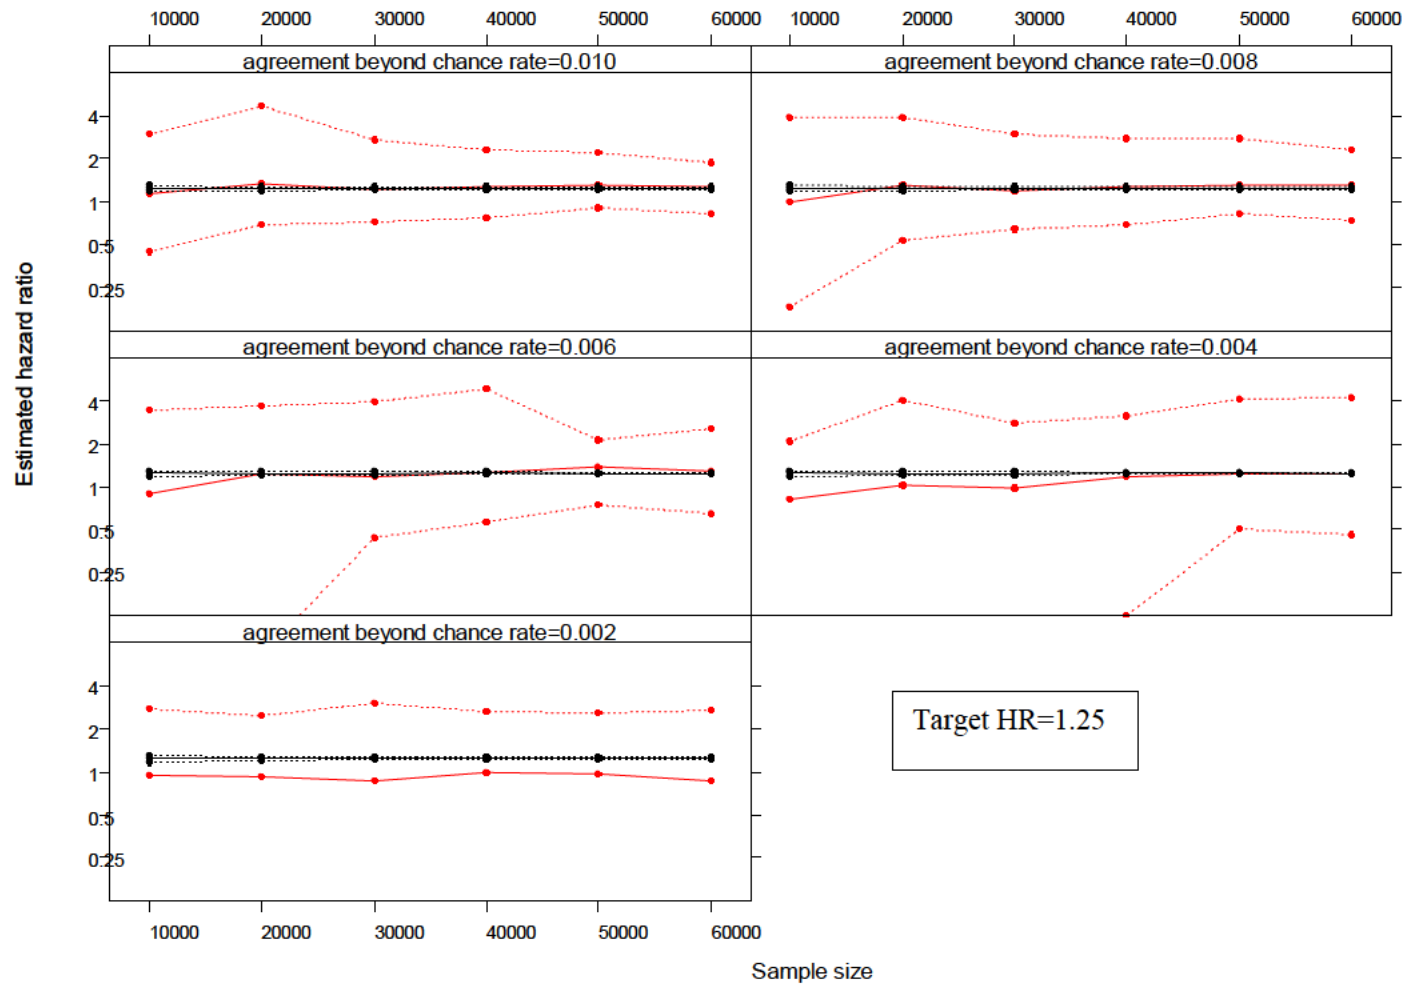 10000 20000 30000 40000 50000 60000 10000 20000 30000 40000 50000 60000
agreement beyond chance rate=0.010 agreement beyond chance rate=0.008
4
2
1
0.5
0.25
agreement beyond chance rate=0.006 agreement beyond chance rate=0.004
4
2
1
0.5
0.25
agreement beyond chance rate=0.002
4
2
1
0.5
0.25
Target HR=1.25
Estimated hazard ratio
10000 20000 30000 40000 50000 60000
Sample size